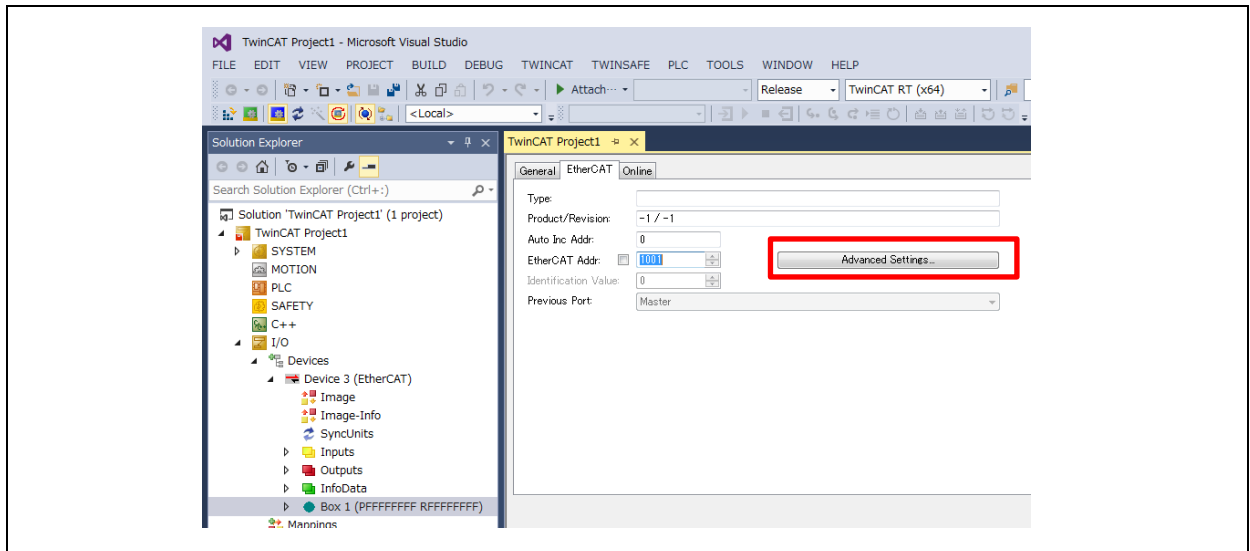 TwinCAT Project1 - Microsoft Visual Studio
FILE EDIT VIEW PROJECT BUILD DEBUG TWINCAT TWINSAFE PLC TOOLS WINDOW HELP
Attach... Release TwinCAT RT (x64)
<Local>
Solution Explorer
Search Solution Explorer (Ctrl+:)
Solution 'TwinCAT Project1' (1 project)
TwinCAT Project1
SYSTEM
MOTION
PLC
SAFETY
C++
I/O
Devices
Device 3 (EtherCAT)
Image
Image-Info
SyncUnits
Inputs
Outputs
InfoData
Box 1 (PFFFFFFFF RFFFFFFFF)
Mappings
TwinCAT Project1
General EtherCAT Online
Type:
Product/Revision: -1 / -1
Auto Inc Addr: 0
EtherCAT Addr: 1001 Advanced Settings...
Identification Value: 0
Previous Port: Master